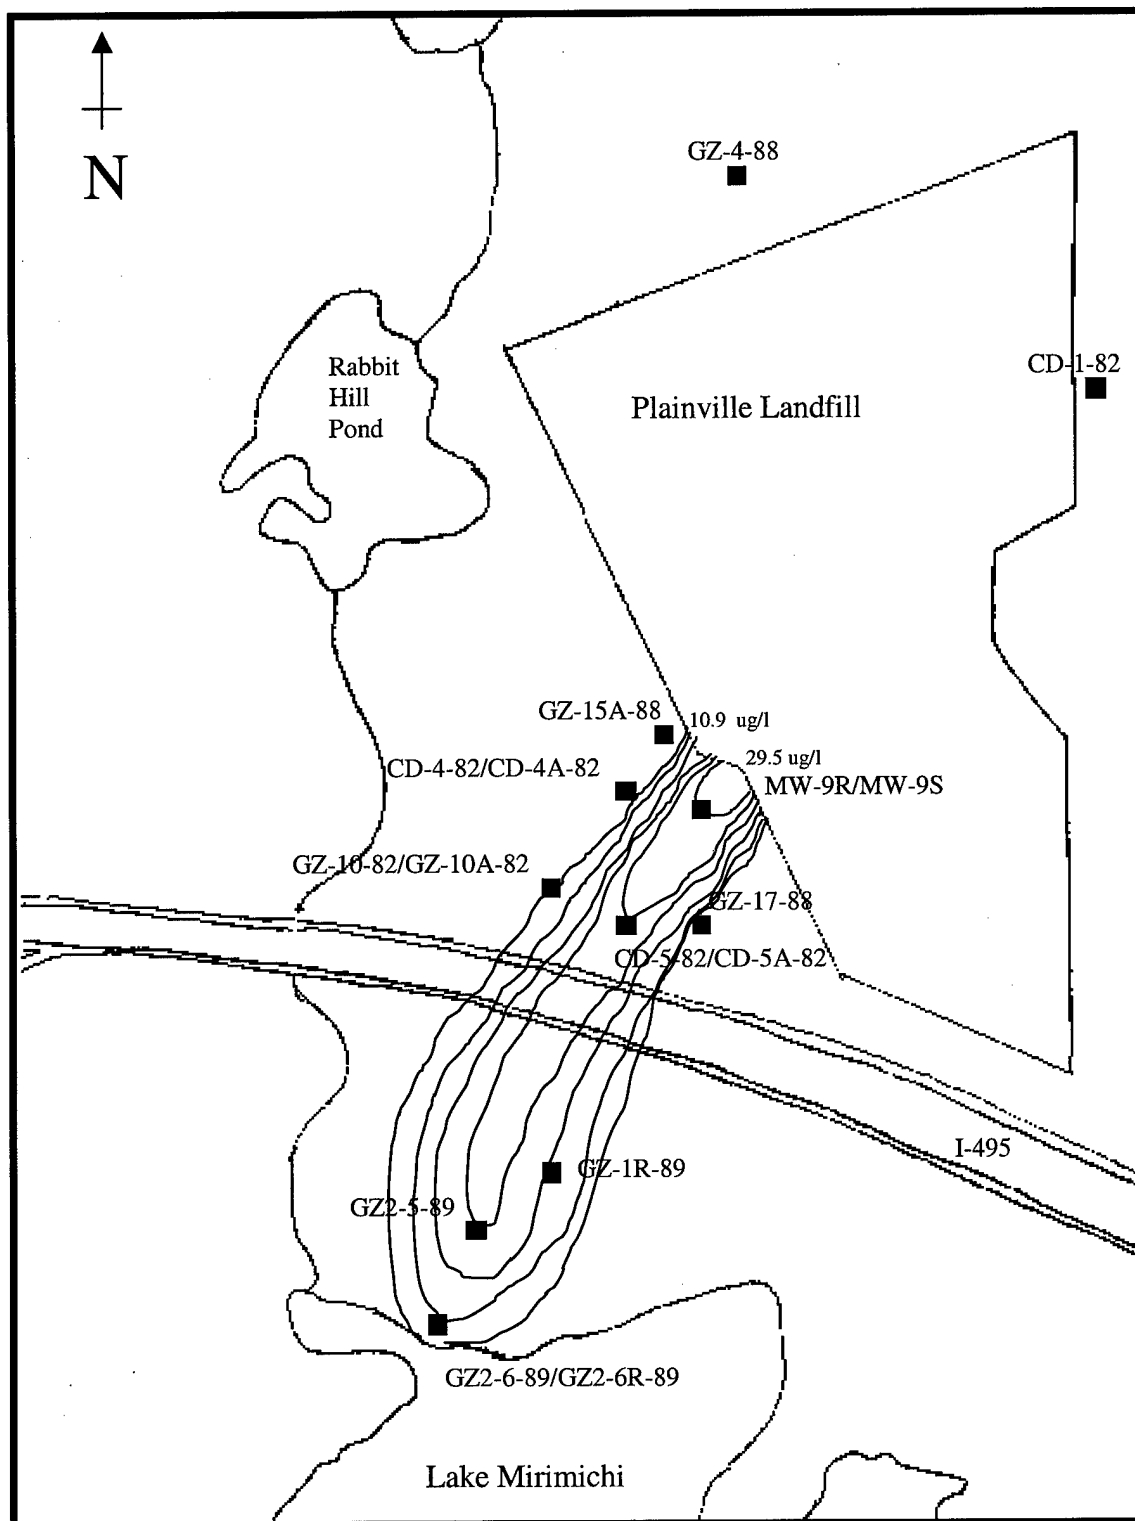 N
GZ-4-88
CD-1-82
Rabbit
Hill
Pond
Plainville Landfill
GZ-15A-88
10.9 ug/l
29.5 ug/l
CD-4-82/CD-4A-82
MW-9R/MW-9S
GZ-10-82/GZ-10A-82
GZ-17-88
CD-5-82/CD-5A-82
I-495
GZ-1R-89
GZ2-5-89
GZ2-6-89/GZ2-6R-89
Lake Mirimichi